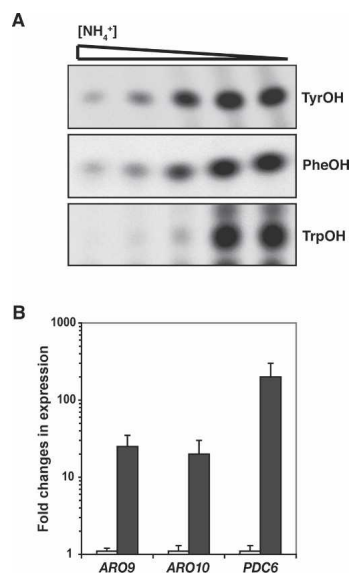 A
[NH₄⁺]
TyrOH
PheOH
TrpOH
B
Fold changes in expression
1000
100
10
1
ARO9 ARO10 PDC6